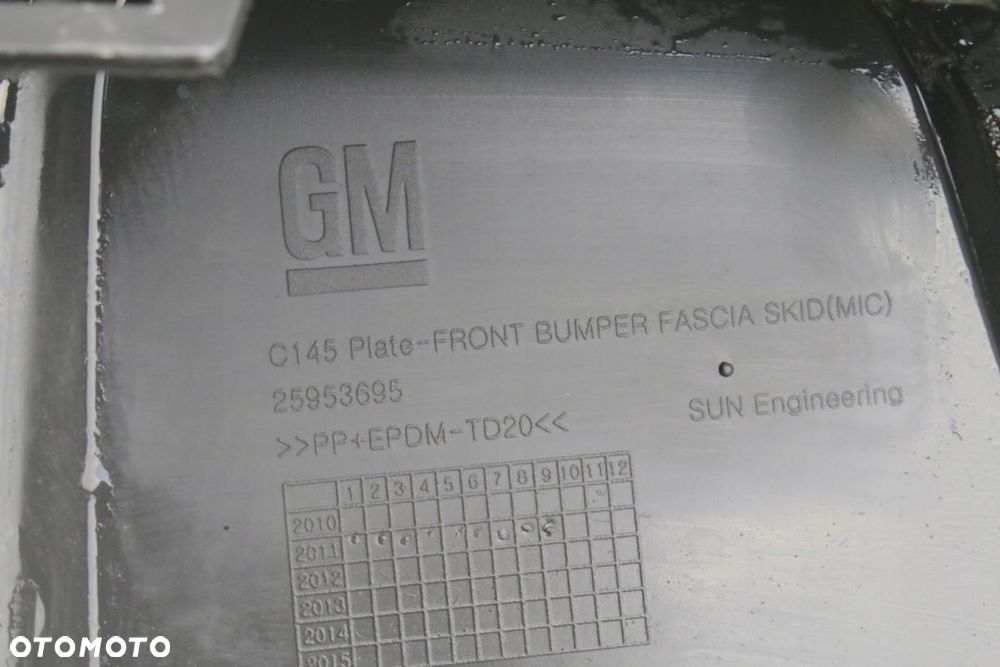 GM
C145 Plate-FRONT BUMPER FASCIA SKID(MIC)
25953695
SUN Engineering
>>PP+EPDM-TD20<<
1 2 3 4 5 6 7 8 9 10 11 12
2010
2011
2012
2013
2014
2015
OTOMOTO